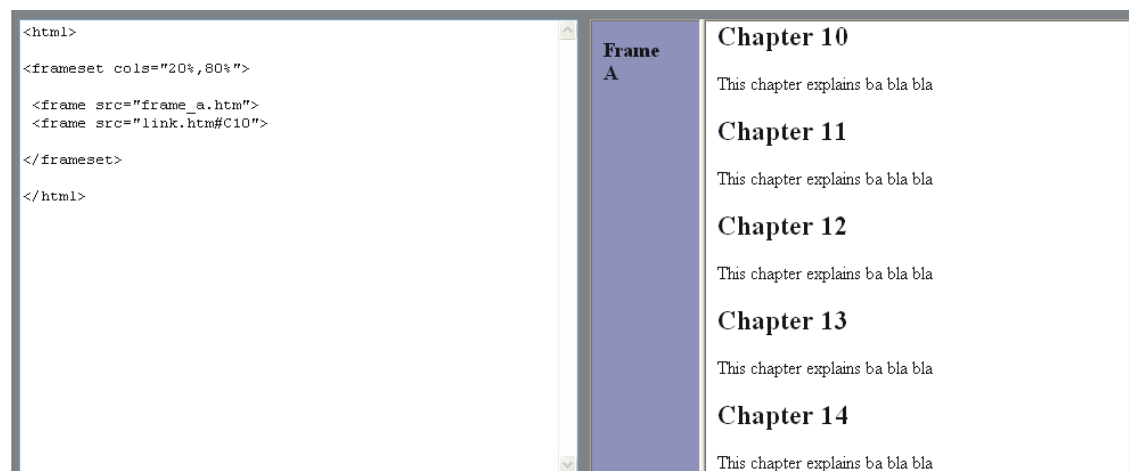 <html>
<frameset cols="20%,80%">
<frame src="frame_a.htm">
<frame src="link.htm#C10">
</frameset>
</html>
Frame
A
Chapter 10
This chapter explains ba bla bla
Chapter 11
This chapter explains ba bla bla
Chapter 12
This chapter explains ba bla bla
Chapter 13
This chapter explains ba bla bla
Chapter 14
This chapter explains ba bla bla